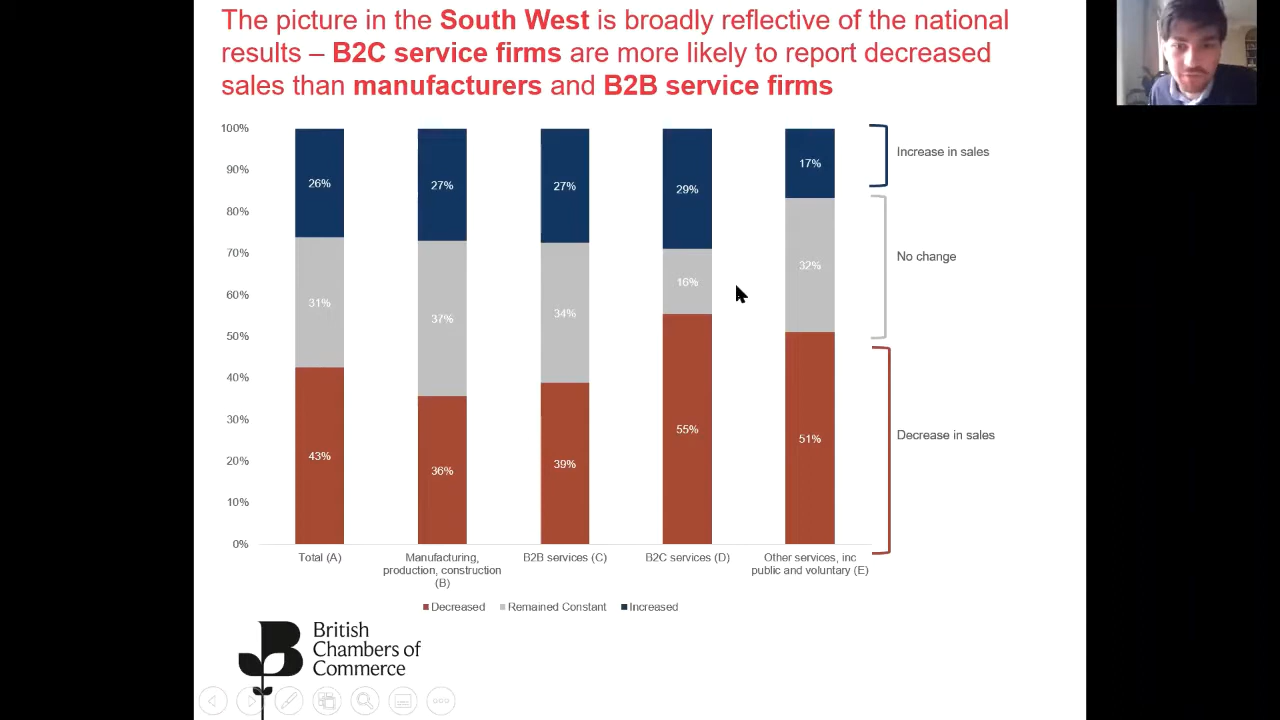 The picture in the South West is broadly reflective of the national
results – B2C service firms are more likely to report decreased
sales than manufacturers and B2B service firms
100%
90%
80%
70%
60%
50%
40%
30%
20%
10%
0%
26%
31%
43%
27%
37%
36%
27%
34%
39%
29%
16%
55%
17%
32%
51%
Increase in sales
No change
Decrease in sales
Total (A)
Manufacturing,
production, construction
(B)
B2B services (C)
B2C services (D)
Other services, inc
public and voluntary (E)
Decreased
Remained Constant
Increased
British
Chambers of
Commerce